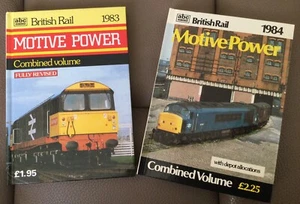 abc
British Rail
1983
MOTIVE POWER
Combined volume
FULLY REVISED
£1.95
abc
British Rail
1984
Motive Power
with depot allocations
Combined Volume £2.25